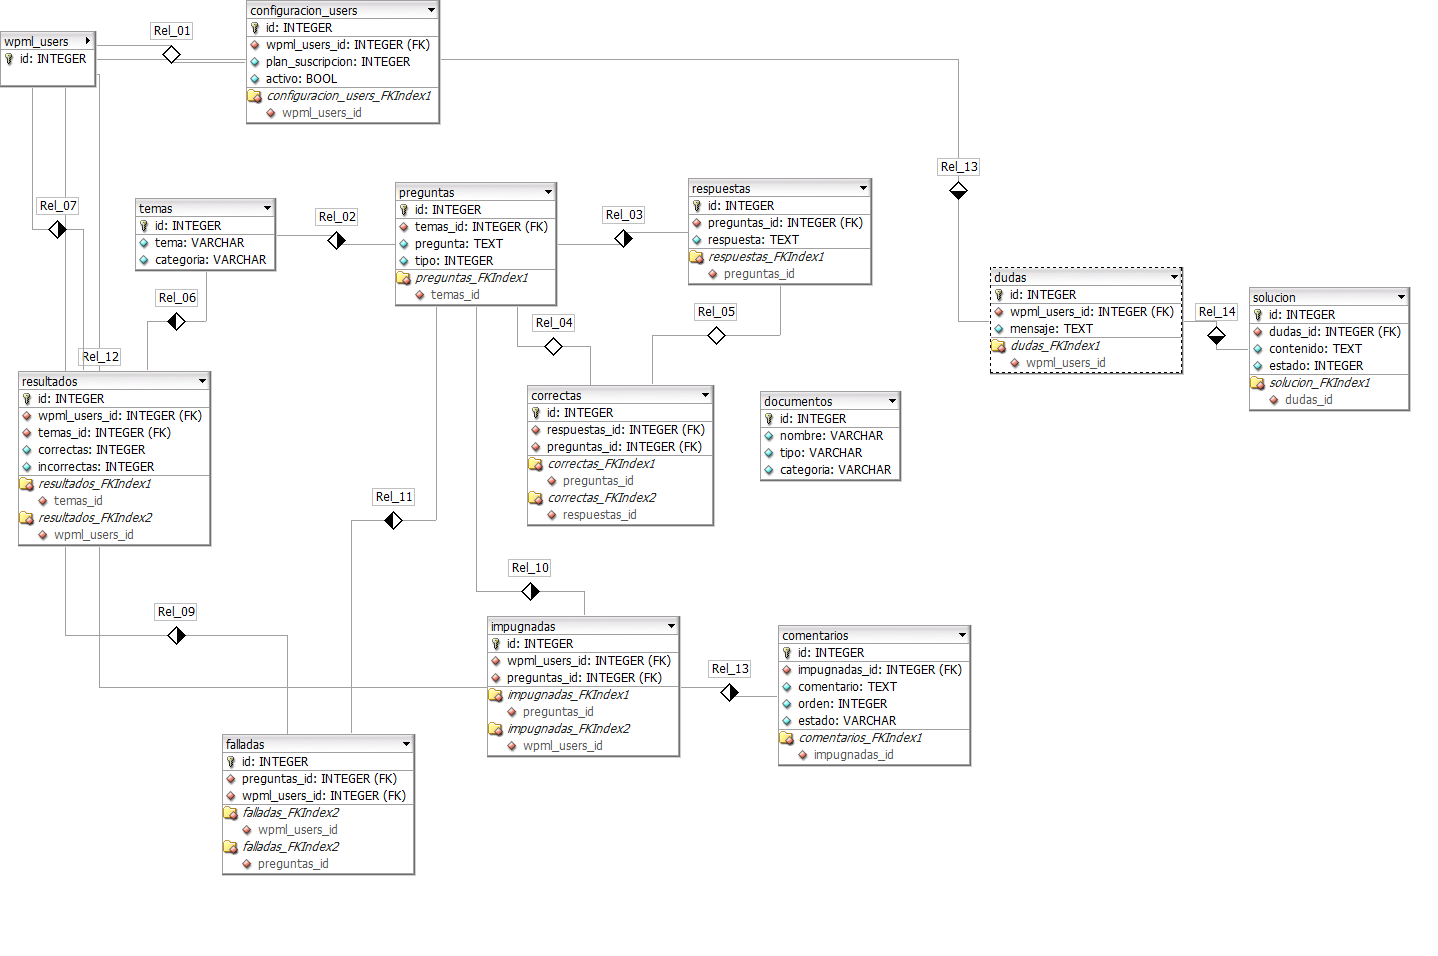 wpml_users
id: INTEGER
Rel_01
configuracion_users
id: INTEGER
wpml_users_id: INTEGER (FK)
plan_suscripcion: INTEGER
activo: BOOL
configuracion_users_FKIndex1
wpml_users_id
Rel_13
Rel_07
temas
id: INTEGER
tema: VARCHAR
categoria: VARCHAR
Rel_02
preguntas
id: INTEGER
temas_id: INTEGER (FK)
pregunta: TEXT
tipo: INTEGER
preguntas_FKIndex1
temas_id
Rel_03
respuestas
id: INTEGER
preguntas_id: INTEGER (FK)
respuesta: TEXT
respuestas_FKIndex1
preguntas_id
dudas
id: INTEGER
wpml_users_id: INTEGER (FK)
mensaje: TEXT
dudas_FKIndex1
wpml_users_id
Rel_14
solucion
id: INTEGER
dudas_id: INTEGER (FK)
contenido: TEXT
estado: INTEGER
solucion_FKIndex1
dudas_id
Rel_06
Rel_04
Rel_05
Rel_12
resultados
id: INTEGER
wpml_users_id: INTEGER (FK)
temas_id: INTEGER (FK)
correctas: INTEGER
incorrectas: INTEGER
resultados_FKIndex1
temas_id
resultados_FKIndex2
wpml_users_id
correctas
id: INTEGER
respuestas_id: INTEGER (FK)
preguntas_id: INTEGER (FK)
correctas_FKIndex1
preguntas_id
correctas_FKIndex2
respuestas_id
documentos
id: INTEGER
nombre: VARCHAR
tipo: VARCHAR
categoria: VARCHAR
Rel_11
Rel_10
Rel_09
impugnadas
id: INTEGER
wpml_users_id: INTEGER (FK)
preguntas_id: INTEGER (FK)
impugnadas_FKIndex1
preguntas_id
impugnadas_FKIndex2
wpml_users_id
Rel_13
comentarios
id: INTEGER
impugnadas_id: INTEGER (FK)
comentario: TEXT
orden: INTEGER
estado: VARCHAR
comentarios_FKIndex1
impugnadas_id
falladas
id: INTEGER
preguntas_id: INTEGER (FK)
wpml_users_id: INTEGER (FK)
falladas_FKIndex2
wpml_users_id
falladas_FKIndex2
preguntas_id